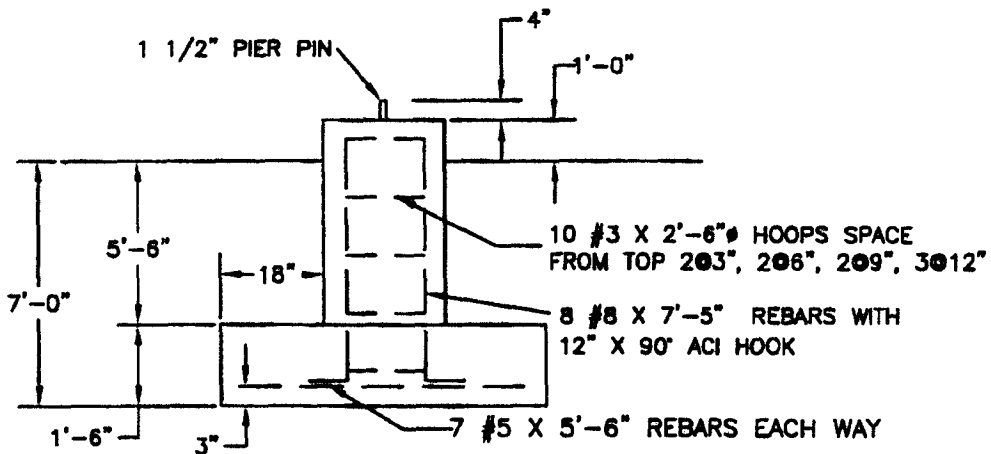 4"
1 1/2" PIER PIN
1'-0"
5'-6"
18"
7'-0"
10 #3 X 2'-6"ø HOOPS SPACE
FROM TOP 2@3", 2@6", 2@9", 3@12"
8 #8 X 7'-5" REBARS WITH
12" X 90° ACI HOOK
1'-6"
3"
7 #5 X 5'-6" REBARS EACH WAY